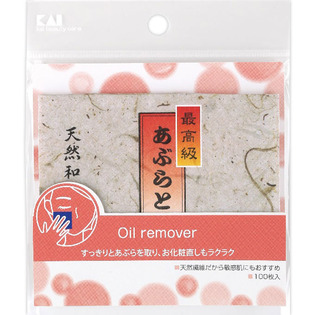 KAI
最高級
あぶらと
天然和
Oil remover
すっきりとあぶらを取り、お化粧直しもラクラク
※天然繊維だから敏感肌にもおすすめ
※100枚入